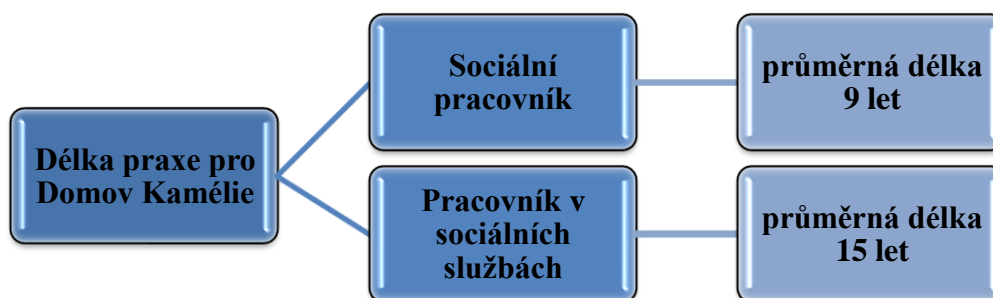 Délka praxe pro
Domov Kamélie
Sociální
pracovník
průměrná délka
9 let
Pracovník v
sociálních
službách
průměrná délka
15 let